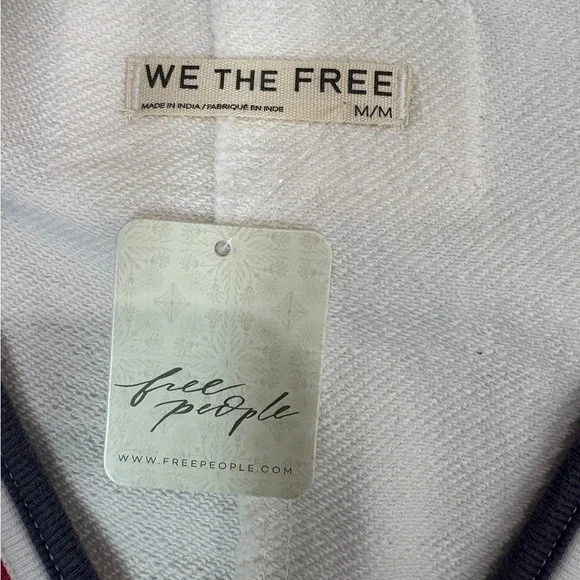 WE THE FREE
MADE IN INDIA / FABRIQUÉ EN INDE M/M
free
people
WWW.FREEPEOPLE.COM